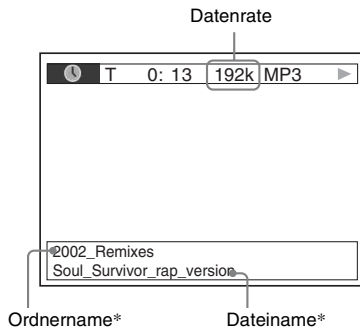 Datenrate
T 0: 13 192k MP3
2002_Remixes
Soul_Survivor_rap_version
Ordnername* Dateiname*